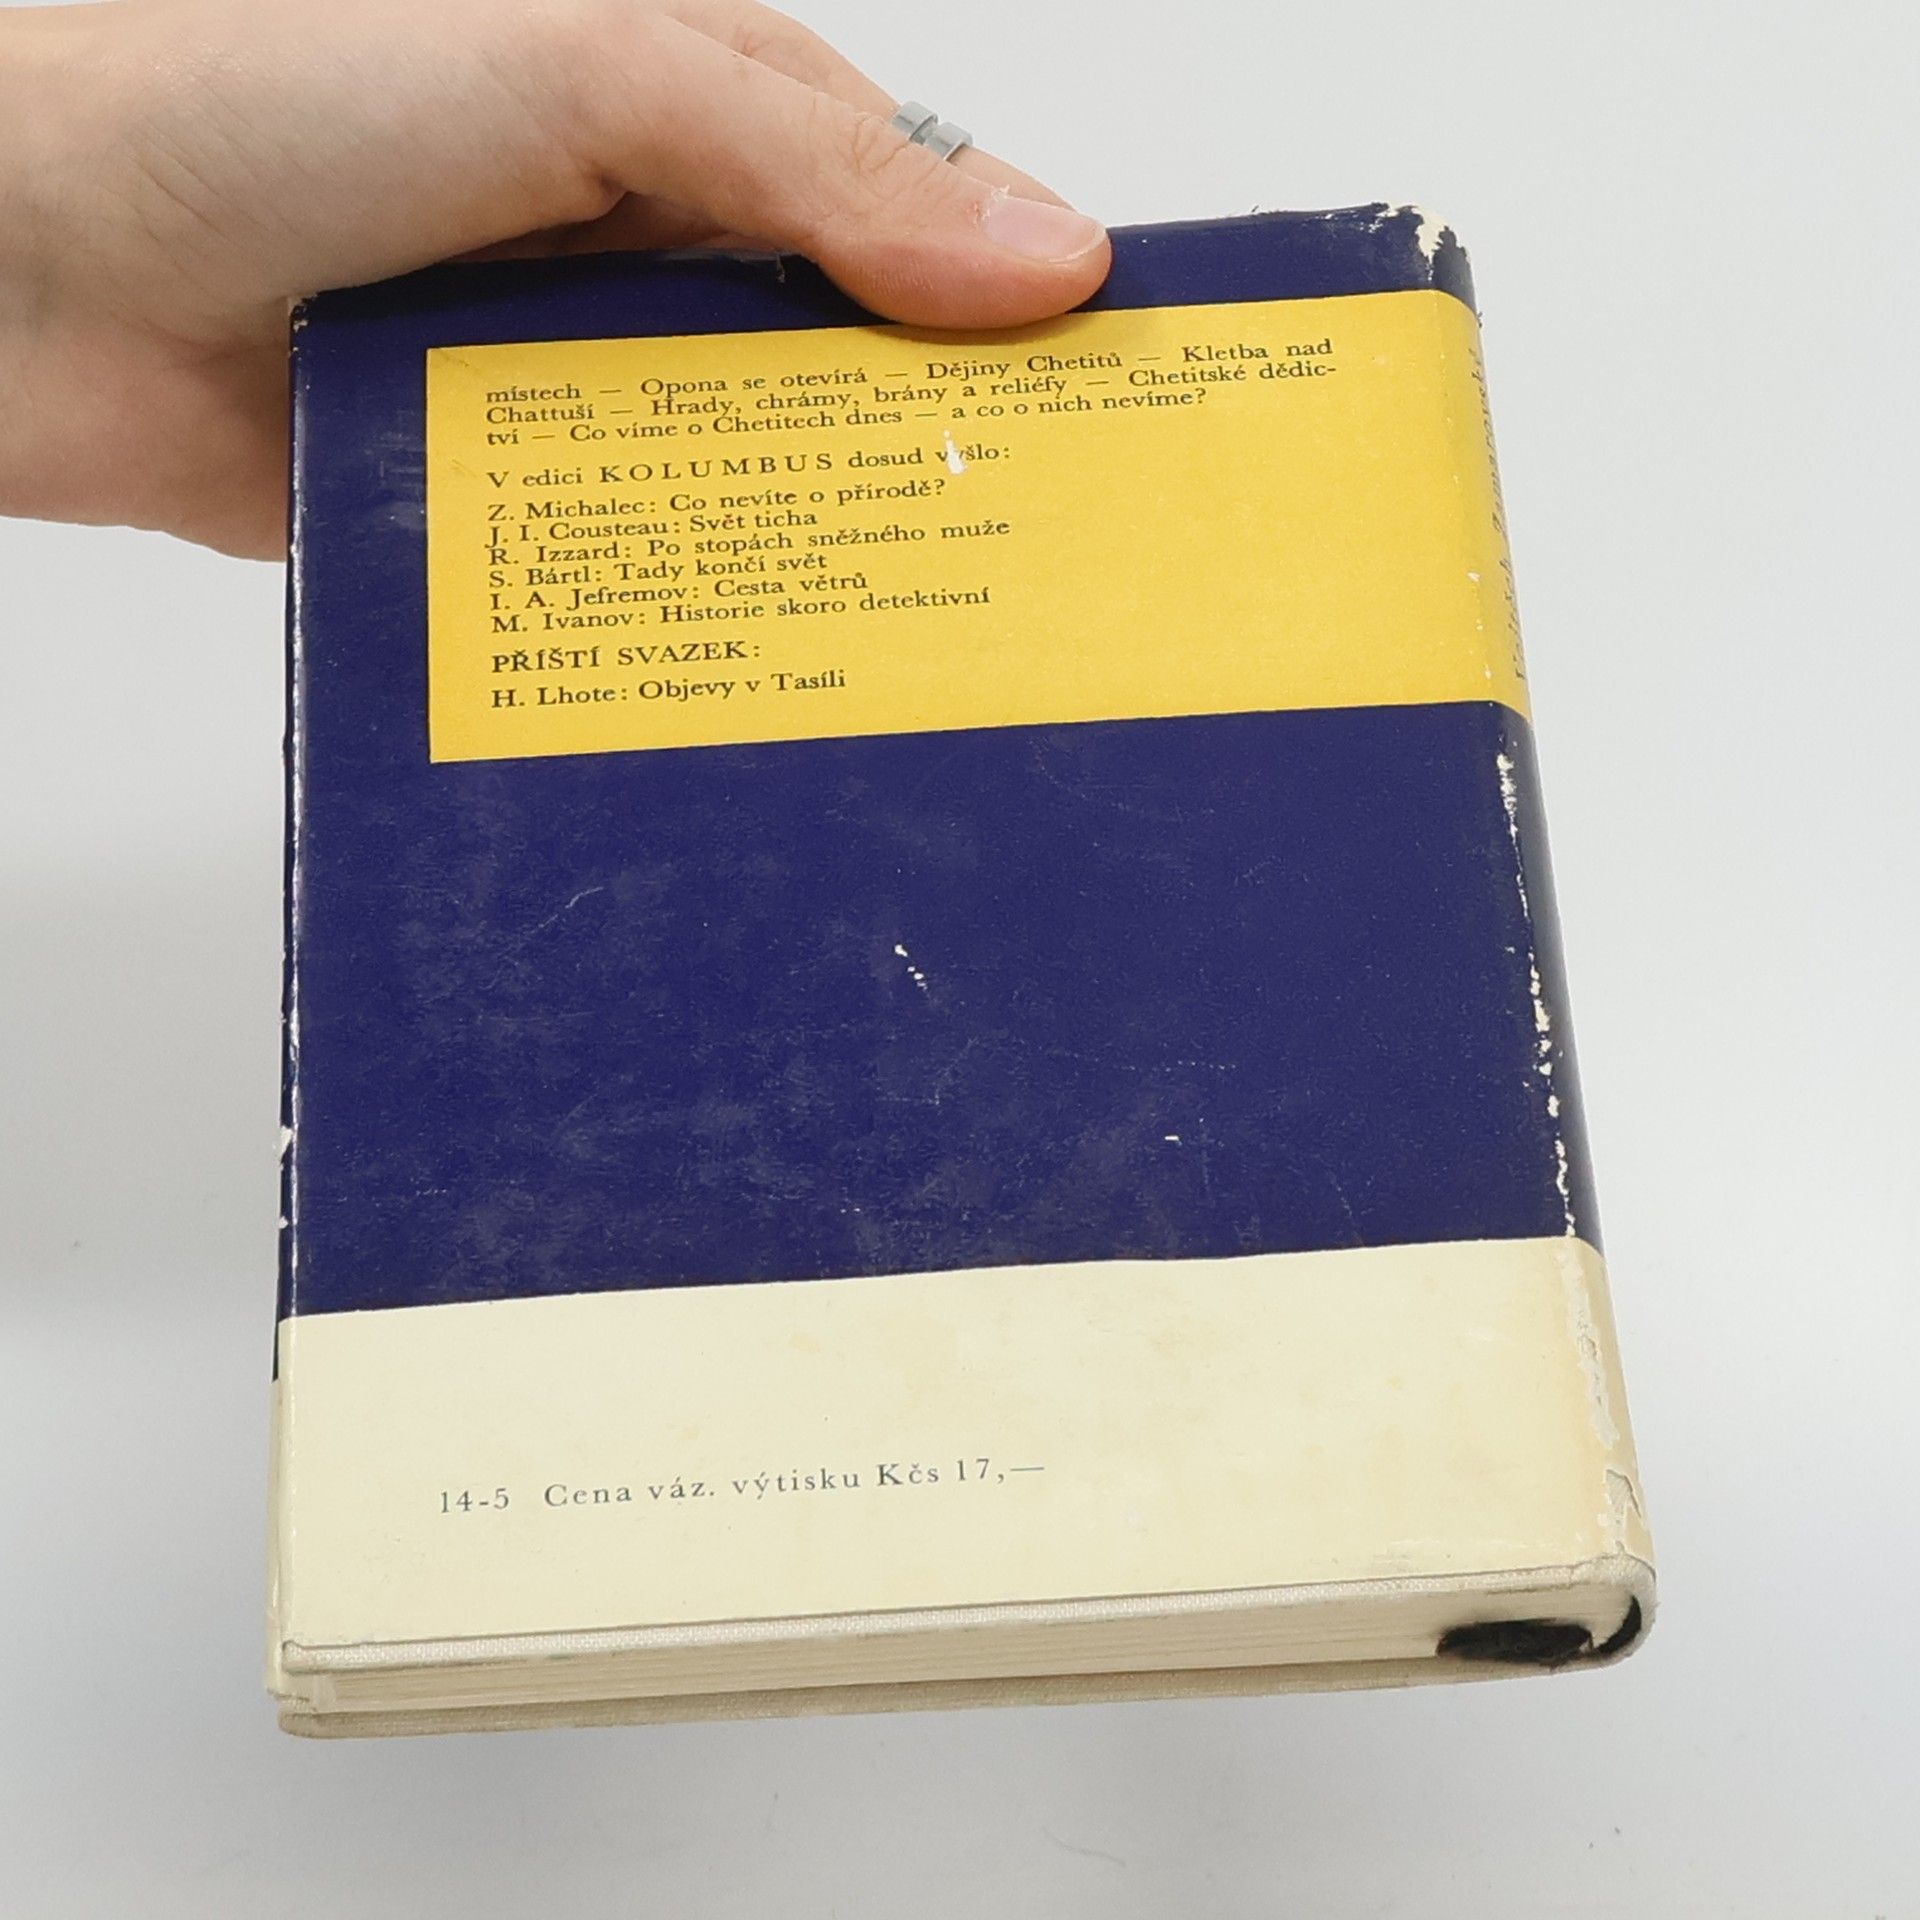 místech — Opona se otevírá — Dějiny Chetitů — Kletba nad
Chattuší — Hrady, chrámy, brány a reliéfy — Chetitské dědic-
tví — Co víme o Chetitech dnes — a co o nich nevíme?
V edici KOLUMBUS dosud vyšlo:
Z. Michalec: Co nevíte o přírodě?
J. I. Cousteau: Svět ticha
R. Izzard: Po stopách sněžného muže
S. Bártl: Tady končí svět
I. A. Jefremov: Cesta větrů
M. Ivanov: Historie skoro detektivní
PŘÍŠTÍ SVAZEK:
H. Lhote: Objevy v Tasíli
14-5 Cena váz. výtisku Kčs 17,—
Vojtěch Zamarovský